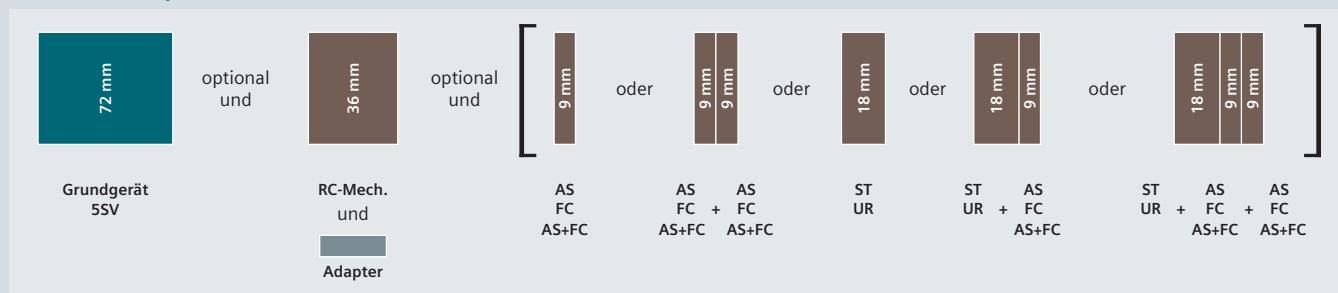 72 mm
optional
und
36 mm
optional
und
9 mm
oder
9 mm
9 mm
oder
18 mm
oder
18 mm
9 mm
oder
18 mm
9 mm
9 mm
Grundgerät
5SV
RC-Mech.
und
Adapter
AS
FC
AS+FC
AS AS
FC + FC
AS+FC AS+FC
ST
UR
ST AS
UR + FC
AS+FC
ST AS AS
UR + FC + FC
AS+FC AS+FC